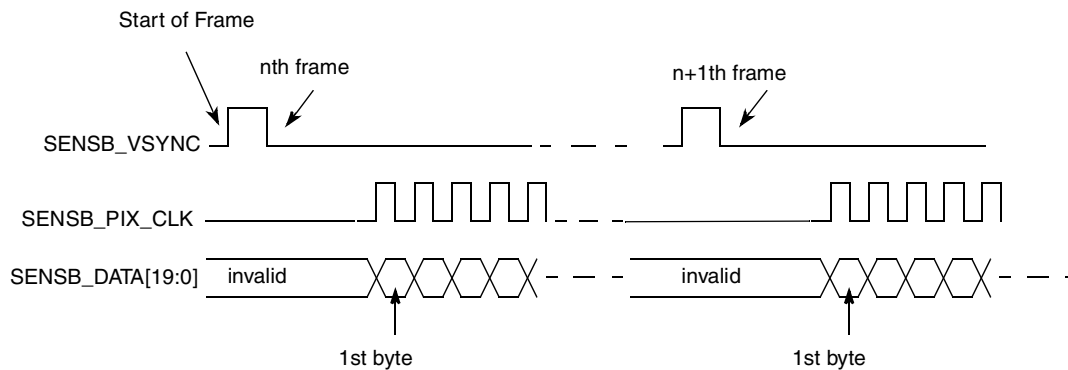 Start of Frame
nth frame
n+1th frame
SENSB_VSYNC
SENSB_PIX_CLK
SENSB_DATA[19:0]
invalid
invalid
1st byte
1st byte